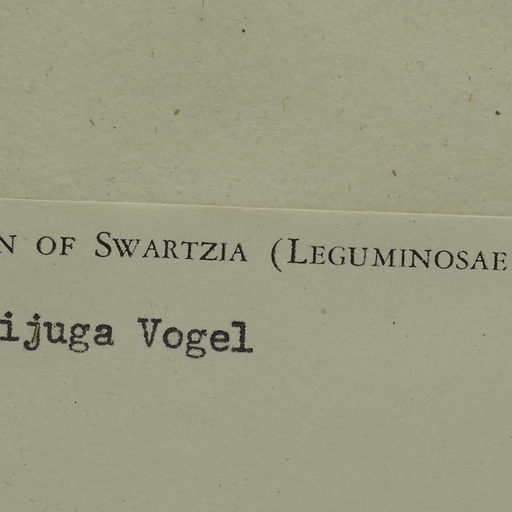 N OF SWARTZIA (LEGUMINOSAE
ijuga Vogel